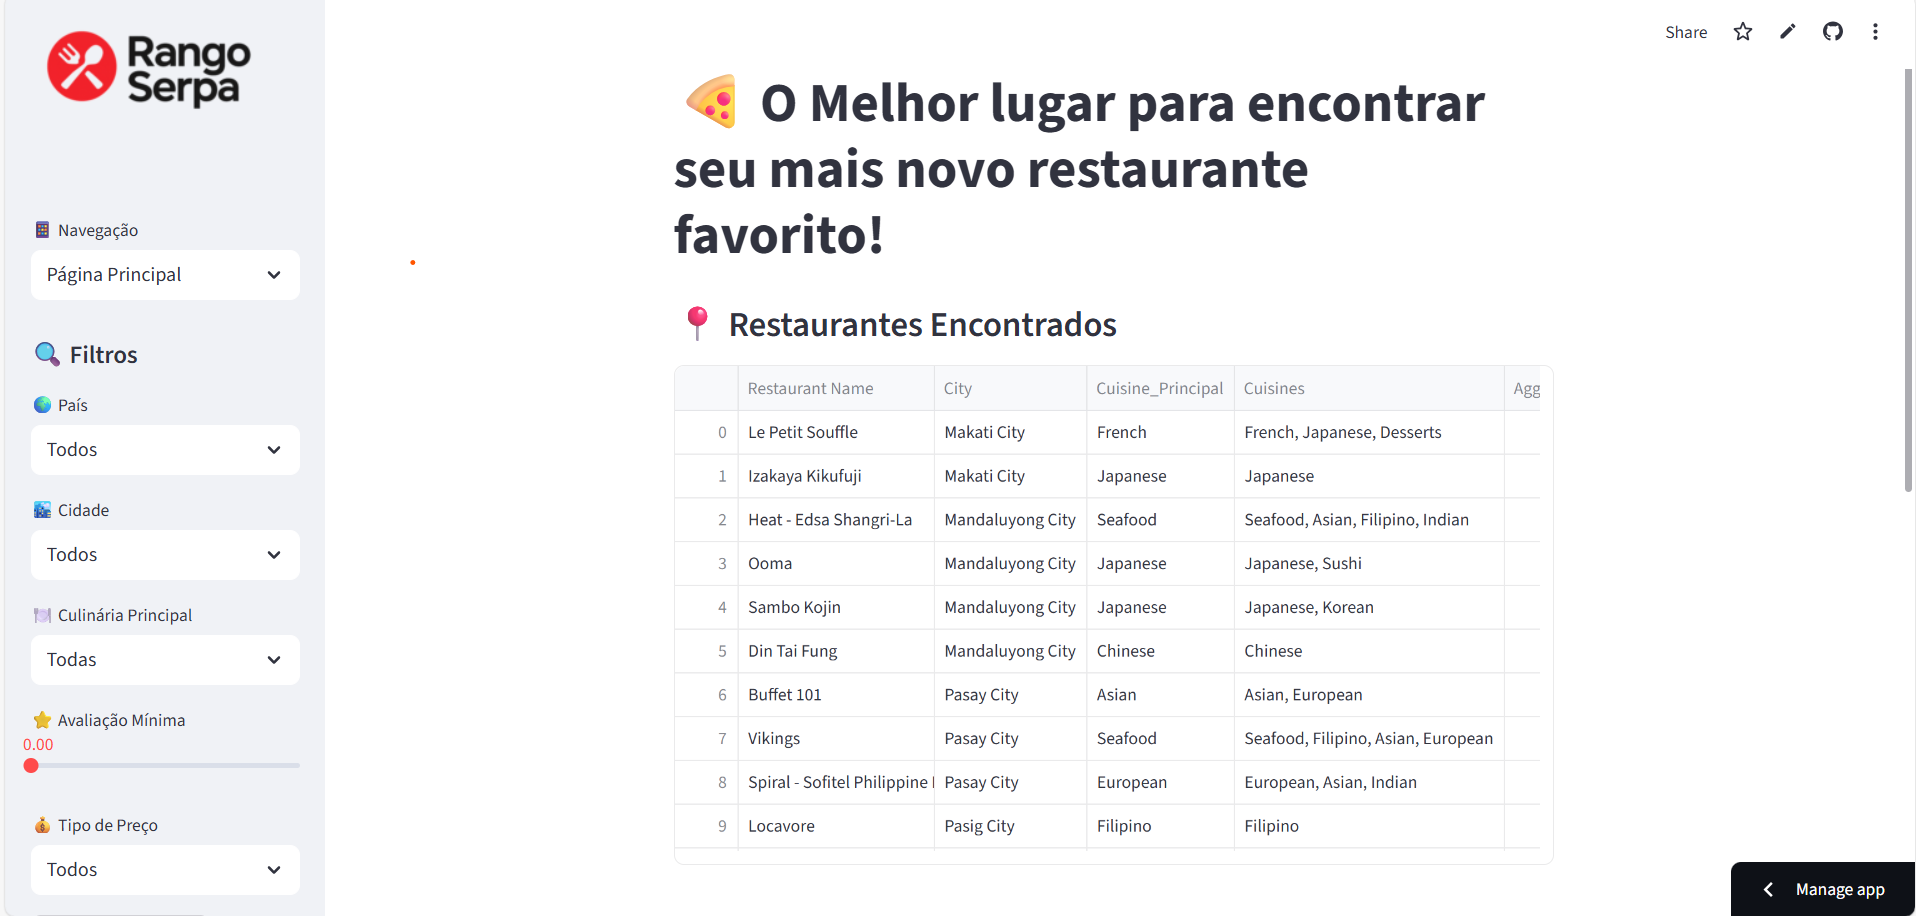 Rango
Serpa
Navegação
Página Principal
Filtros
País
Todos
Cidade
Todos
Culinária Principal
Todas
Avaliação Mínima
0.00
Tipo de Preço
Todos
Share
O Melhor lugar para encontrar
seu mais novo restaurante
favorito!
Restaurantes Encontrados
Restaurant Name City Cuisine_Principal Cuisines Agg
0 Le Petit Souffle Makati City French French, Japanese, Desserts
1 Izakaya Kikufuji Makati City Japanese Japanese
2 Heat - Edsa Shangri-La Mandaluyong City Seafood Seafood, Asian, Filipino, Indian
3 Ooma Mandaluyong City Japanese Japanese, Sushi
4 Sambo Kojin Mandaluyong City Japanese Japanese, Korean
5 Din Tai Fung Mandaluyong City Chinese Chinese
6 Buffet 101 Pasay City Asian Asian, European
7 Vikings Pasay City Seafood Seafood, Filipino, Asian, European
8 Spiral - Sofitel Philippine Pasay City European European, Asian, Indian
9 Locavore Pasig City Filipino Filipino
Manage app